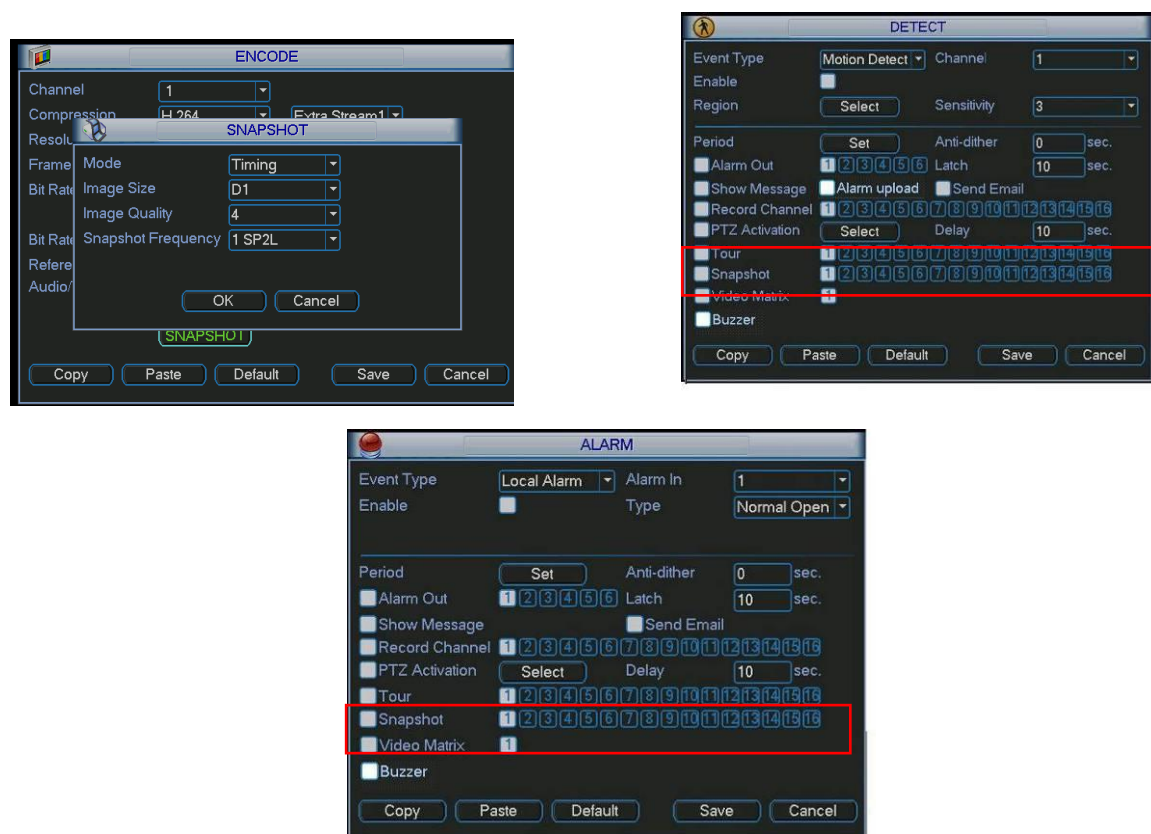 ENCODE
Channel 1
Compression H.264 Extra Stream1
SNAPSHOT
Mode Timing
Image Size D1
Image Quality 4
Snapshot Frequency 1 SP2L
OK Cancel
Resolu
Frame
Bit Rate
Bit Rate
Refere
Audio/
SNAPSHOT
Copy Paste Default Save Cancel
DETECT
Event Type Motion Detect Channel 1
Enable
Region Select Sensitivity 3
Period Set Anti-dither 0 sec.
Alarm Out 1 2 3 4 5 6 Latch 10 sec.
Show Message Alarm upload Send Email
Record Channel 1 2 3 4 5 6 7 8 9 10 11 12 13 14 15 16
PTZ Activation Select Delay 10 sec.
Tour 1 2 3 4 5 6 7 8 9 10 11 12 13 14 15 16
Snapshot 1 2 3 4 5 6 7 8 9 10 11 12 13 14 15 16
Video Matrix 1
Buzzer
Copy Paste Default Save Cancel
ALARM
Event Type Local Alarm Alarm In 1
Enable Type Normal Open
Period Set Anti-dither 0 sec.
Alarm Out 1 2 3 4 5 6 Latch 10 sec.
Show Message Send Email
Record Channel 1 2 3 4 5 6 7 8 9 10 11 12 13 14 15 16
PTZ Activation Select Delay 10 sec.
Tour 1 2 3 4 5 6 7 8 9 10 11 12 13 14 15 16
Snapshot 1 2 3 4 5 6 7 8 9 10 11 12 13 14 15 16
Video Matrix 1
Buzzer
Copy Paste Default Save Cancel